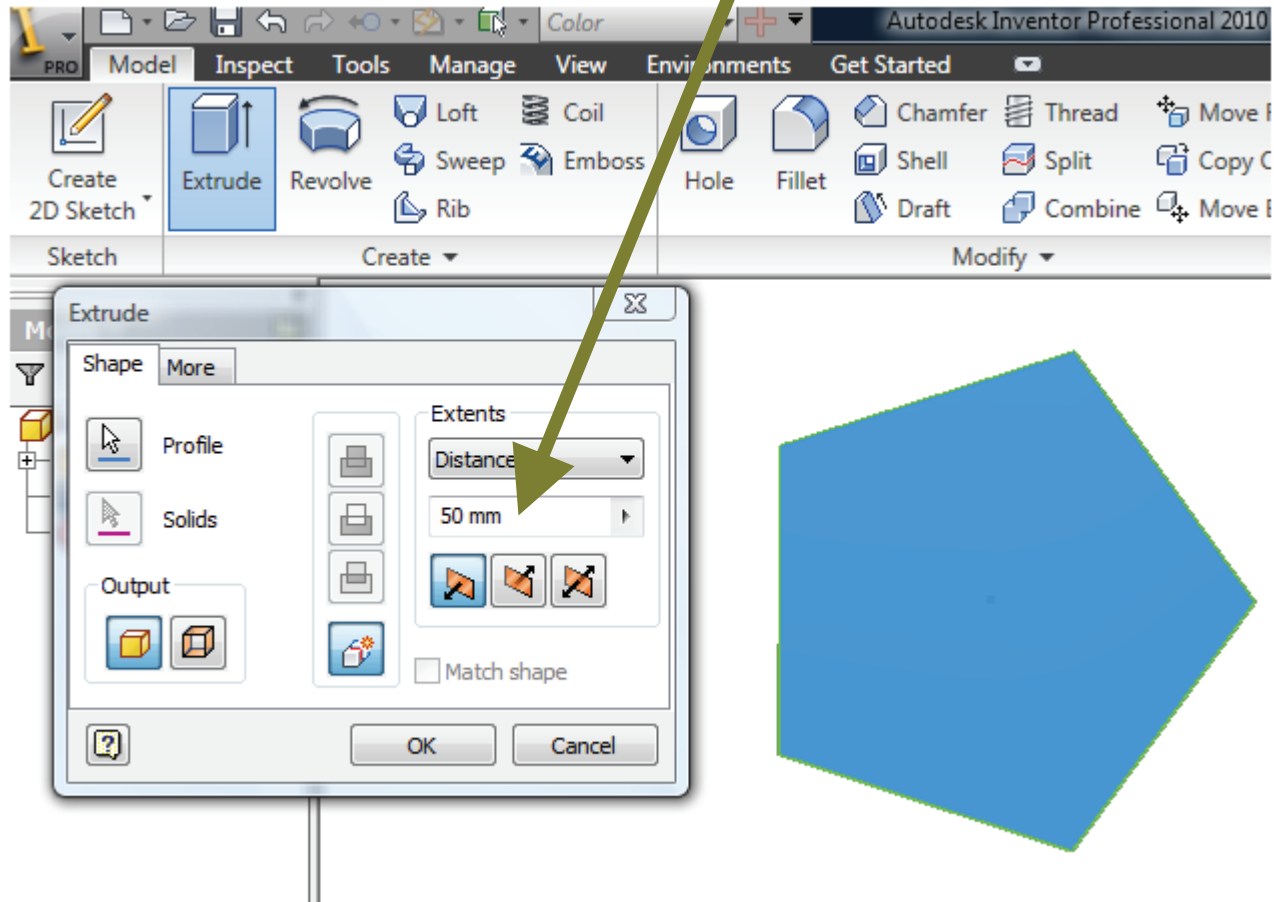 Color Autodesk Inventor Professional 2010
PRO Model Inspect Tools Manage View Environments Get Started
Loft Coil Chamfer Thread Move
Create Extrude Revolve Sweep Emboss Hole Fillet Shell Split Copy
2D Sketch Rib Draft Combine Move
Sketch Create Modify
Extrude
Shape More
Extents
Profile Distance
Solids 50 mm
Output
Match shape
OK Cancel